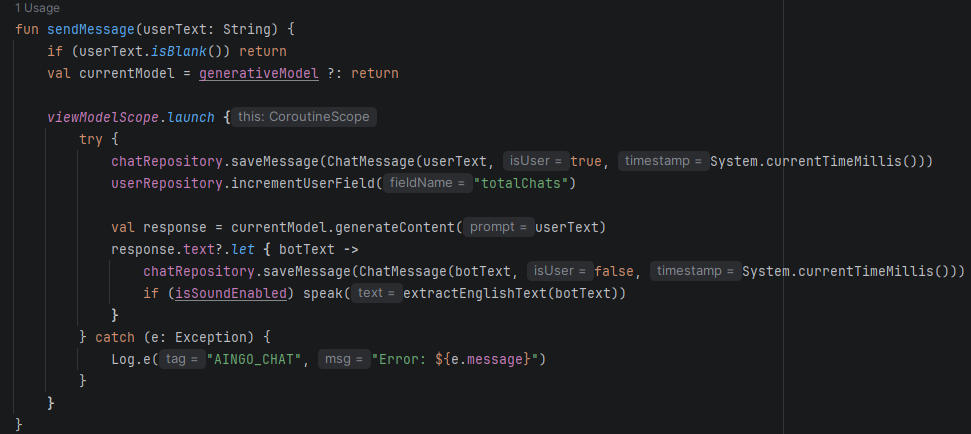 1 Usage
fun sendMessage(userText: String) {
    if (userText.isBlank()) return
    val currentModel = generativeModel ?: return

    viewModelScope.launch { this: CoroutineScope
        try {
            chatRepository.saveMessage(ChatMessage(userText, isUser = true, timestamp = System.currentTimeMillis()))
            userRepository.incrementUserField( fieldName = "totalChats")

            val response = currentModel.generateContent( prompt = userText)
            response.text?.let { botText ->
                chatRepository.saveMessage(ChatMessage(botText, isUser = false, timestamp = System.currentTimeMillis()))
                if (isSoundEnabled) speak( text = extractEnglishText(botText))
            }
        } catch (e: Exception) {
            Log.e( tag = "AINGO_CHAT", msg = "Error: ${e.message}")
        }
    }
}